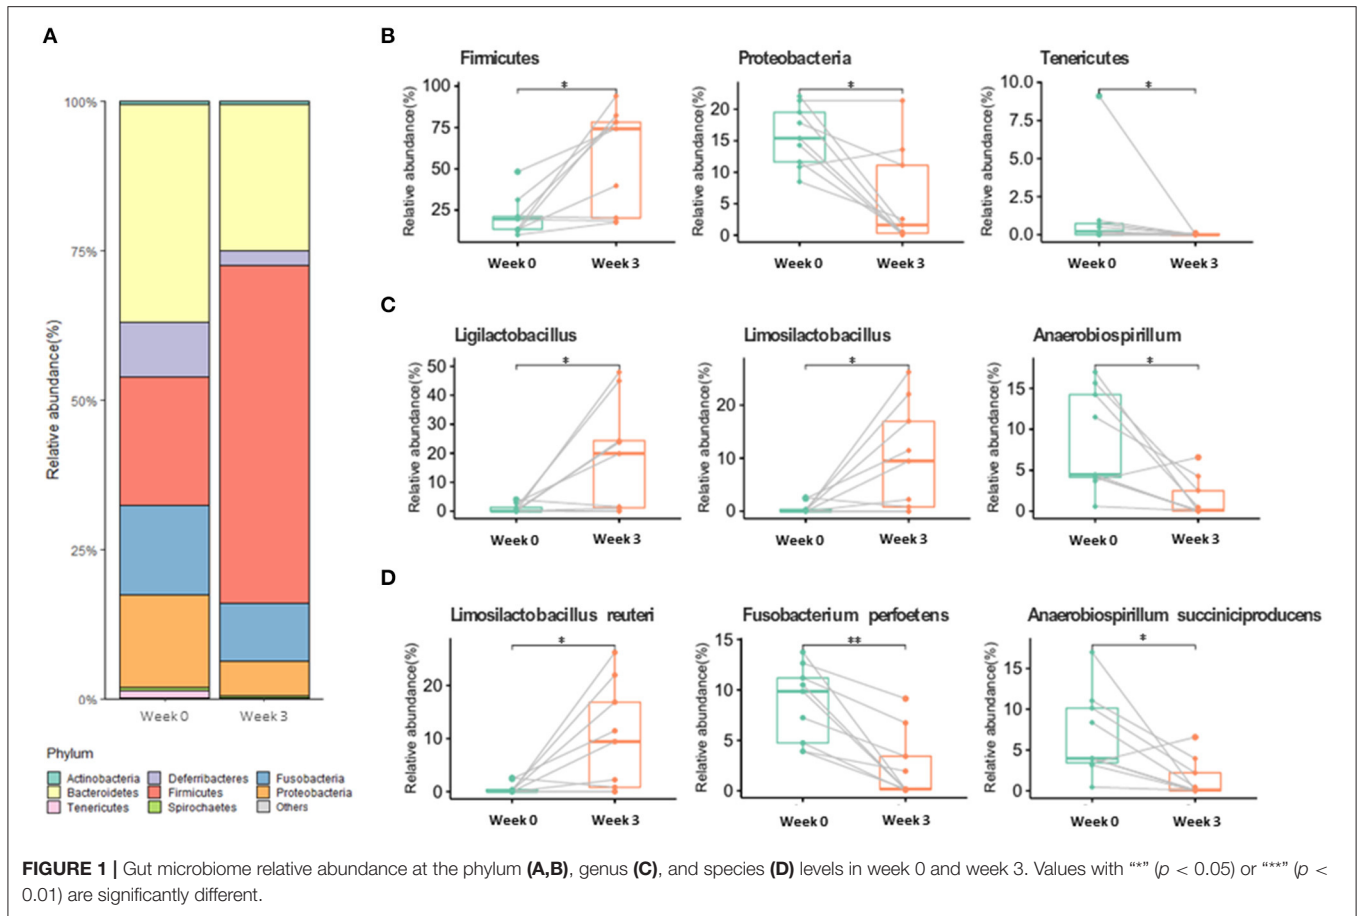 A
100%
75%
50%
25%
0%
Relative abundance(%)
Week 0
Week 3
Phylum
Actinobacteria
Deferribacteres
Fusobacteria
Bacteroidetes
Firmicutes
Proteobacteria
Tenericutes
Spirochaetes
Others
B
Firmicutes
100
75
50
25
Relative abundance(%)
*
Week 0
Week 3
Proteobacteria
20
15
10
5
0
Relative abundance(%)
*
Week 0
Week 3
Tenericutes
10.0
7.5
5.0
2.5
0.0
Relative abundance(%)
*
Week 0
Week 3
C
Ligilactobacillus
50
40
30
20
10
0
Relative abundance(%)
*
Week 0
Week 3
Limosilactobacillus
20
10
0
Relative abundance(%)
*
Week 0
Week 3
Anaerobiospirillum
15
10
5
0
Relative abundance(%)
*
Week 0
Week 3
D
Limosilactobacillus reuteri
20
10
0
Relative abundance(%)
*
Week 0
Week 3
Fusobacterium perfoetens
15
10
5
0
Relative abundance(%)
**
Week 0
Week 3
Anaerobiospirillum succiniciproducens
15
10
5
0
Relative abundance(%)
*
Week 0
Week 3
FIGURE 1 | Gut microbiome relative abundance at the phylum (A,B), genus (C), and species (D) levels in week 0 and week 3. Values with “*” (p < 0.05) or “**” (p <
0.01) are significantly different.